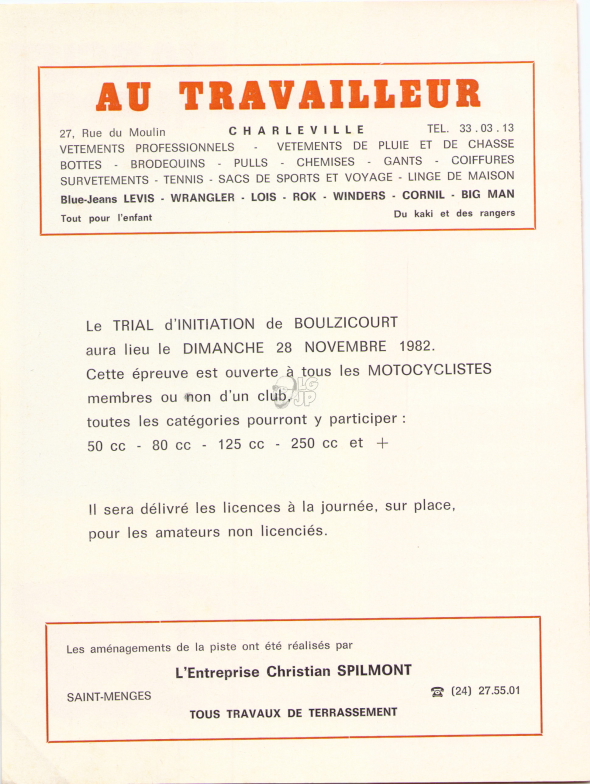 AU TRAVAILLEUR
27, Rue du Moulin CHARLEVILLE TEL. 33.03.13
VETEMENTS PROFESSIONNELS - VETEMENTS DE PLUIE ET DE CHASSE
BOTTES - BRODEQUINS - PULLS - CHEMISES - GANTS - COIFFURES
SURVETEMENTS - TENNIS - SACS DE SPORTS ET VOYAGE - LINGE DE MAISON
Blue-Jeans LEVIS - WRANGLER - LOIS - ROK - WINDERS - CORNIL - BIG MAN
Tout pour l'enfant Du kaki et des rangers
Le TRIAL d'INITIATION de BOULZICOURT
aura lieu le DIMANCHE 28 NOVEMBRE 1982.
Cette épreuve est ouverte à tous les MOTOCYCLISTES
membres ou non d'un club,
toutes les catégories pourront y participer :
50 cc - 80 cc - 125 cc - 250 cc et +
Il sera délivré les licences à la journée, sur place,
pour les amateurs non licenciés.
Les aménagements de la piste ont été réalisés par
L'Entreprise Christian SPILMONT
SAINT-MENGES ☎ (24) 27.55.01
TOUS TRAVAUX DE TERRASSEMENT
LG
JP